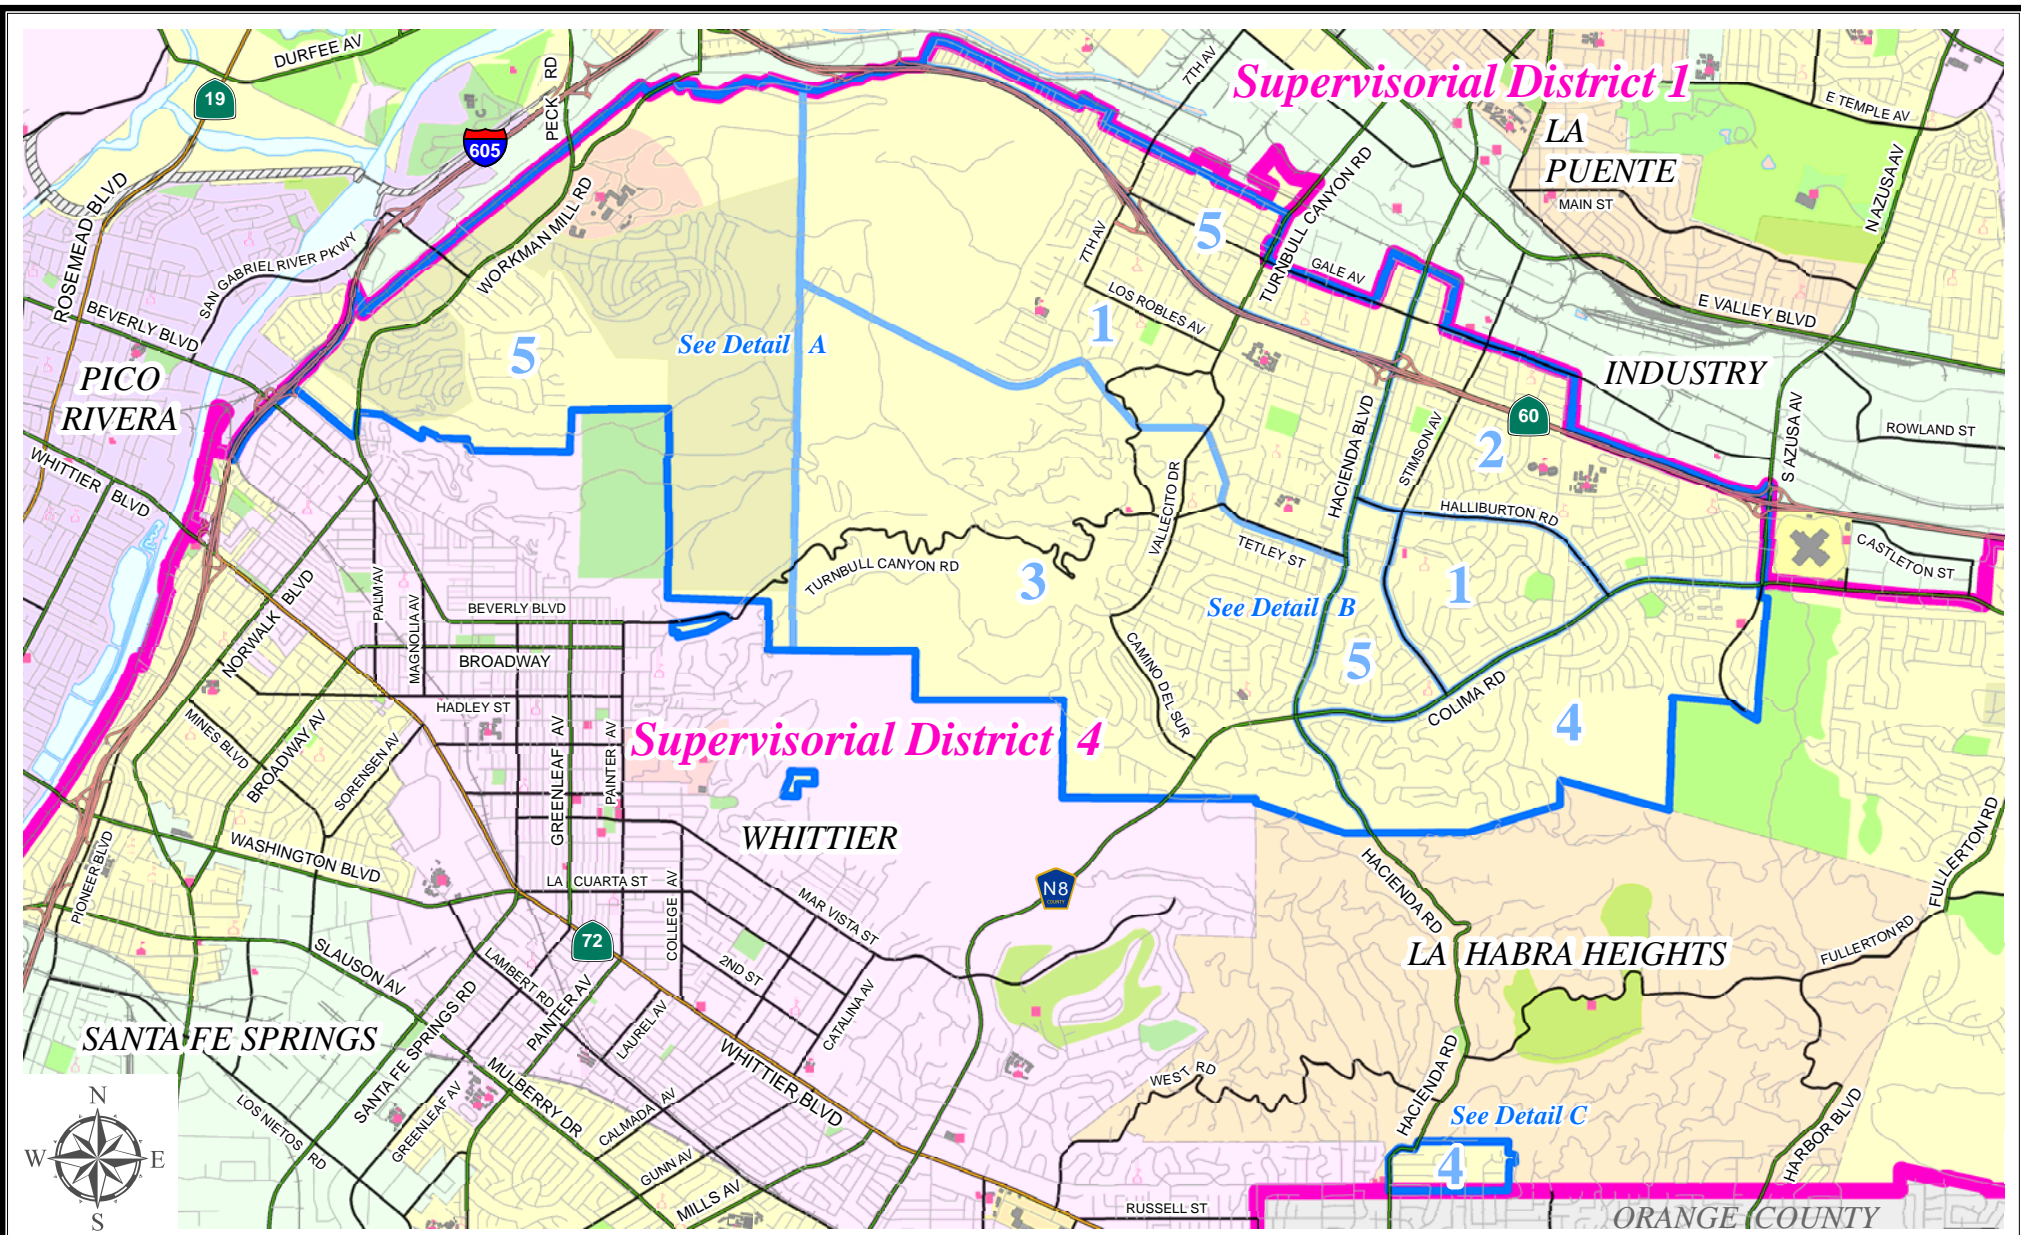 DURFEE AV
19
PECK RD
605
7TH AV
Supervisorial District 1
LA
PUENTE
E TEMPLE AV
N AZUSA AV
MAIN ST
ROSEMEAD BLVD
SAN GABRIEL RIVER PKWY
WORKMAN MILL RD
7TH AV
5
TURNBULL CANYON RD
GALE AV
E VALLEY BLVD
BEVERLY BLVD
LOS ROBLES AV
1
5
See Detail A
PICO
RIVERA
INDUSTRY
60
S AZUSA AV
ROWLAND ST
HACIENDA BLVD
STIMSON AV
2
WHITTIER BLVD
VALLECITO DR
HALLIBURTON RD
TETLEY ST
CASTLETON ST
TURNBULL CANYON RD
3
1
See Detail B
PALM AV
MAGNOLIA AV
BEVERLY BLVD
NORWALK BLVD
BROADWAY
CAMINO DEL SUR
5
COLIMA RD
4
HADLEY ST
MINES BLVD
BROADWAY AV
SORENSEN AV
GREENLEAF AV
PAINTER AV
Supervisorial District 4
WHITTIER
PIONEER BLVD
WASHINGTON BLVD
LA CUARTA ST
COLLEGE AV
MAR VISTA ST
N8
COUNTY
HACIENDA RD
FULLERTON RD
72
SLAUSON AV
LAMBERT RD
2ND ST
CATALINA AV
LA HABRA HEIGHTS
FULLERTON RD
SANTA FE SPRINGS
SANTA FE SPRINGS RD
PAINTER AV
LAUREL AV
WHITTIER BLVD
WEST RD
HACIENDA RD
See Detail C
4
HARBOR BLVD
N
W
E
S
LOS NIETOS RD
GREENLEAF AV
MULBERRY DR
CALMADA AV
GUNN AV
MILLS AV
RUSSELL ST
ORANGE COUNTY